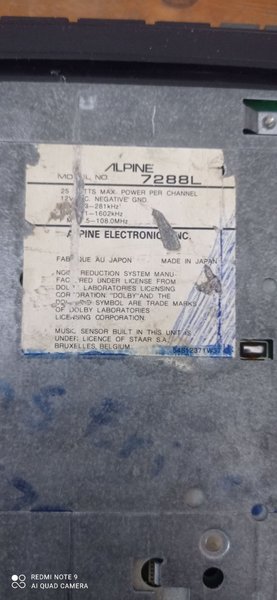 ALPINE
MODEL NO. 7288L
25 WATTS MAX. POWER PER CHANNEL
12V NEGATIVE GND
3-281kHz
1-1602kHz
.5-108.0MHz
ALPINE ELECTRONICS, INC.
FABRIQUE AU JAPON MADE IN JAPAN
REDUCTION SYSTEM MANU-
FACTURED UNDER LICENSE FROM
DOLBY LABORATORIES LICENSING
CORPORATION "DOLBY" AND THE
SYMBOL ARE TRADE MARKS
OF DOLBY LABORATORIES
LICENSING CORPORATION.
MUSIC SENSOR BUILT IN THIS UNIT IS
UNDER LICENCE OF STAAR S.A.
BRUXELLES, BELGIUM.
REDMI NOTE 9
AI QUAD CAMERA